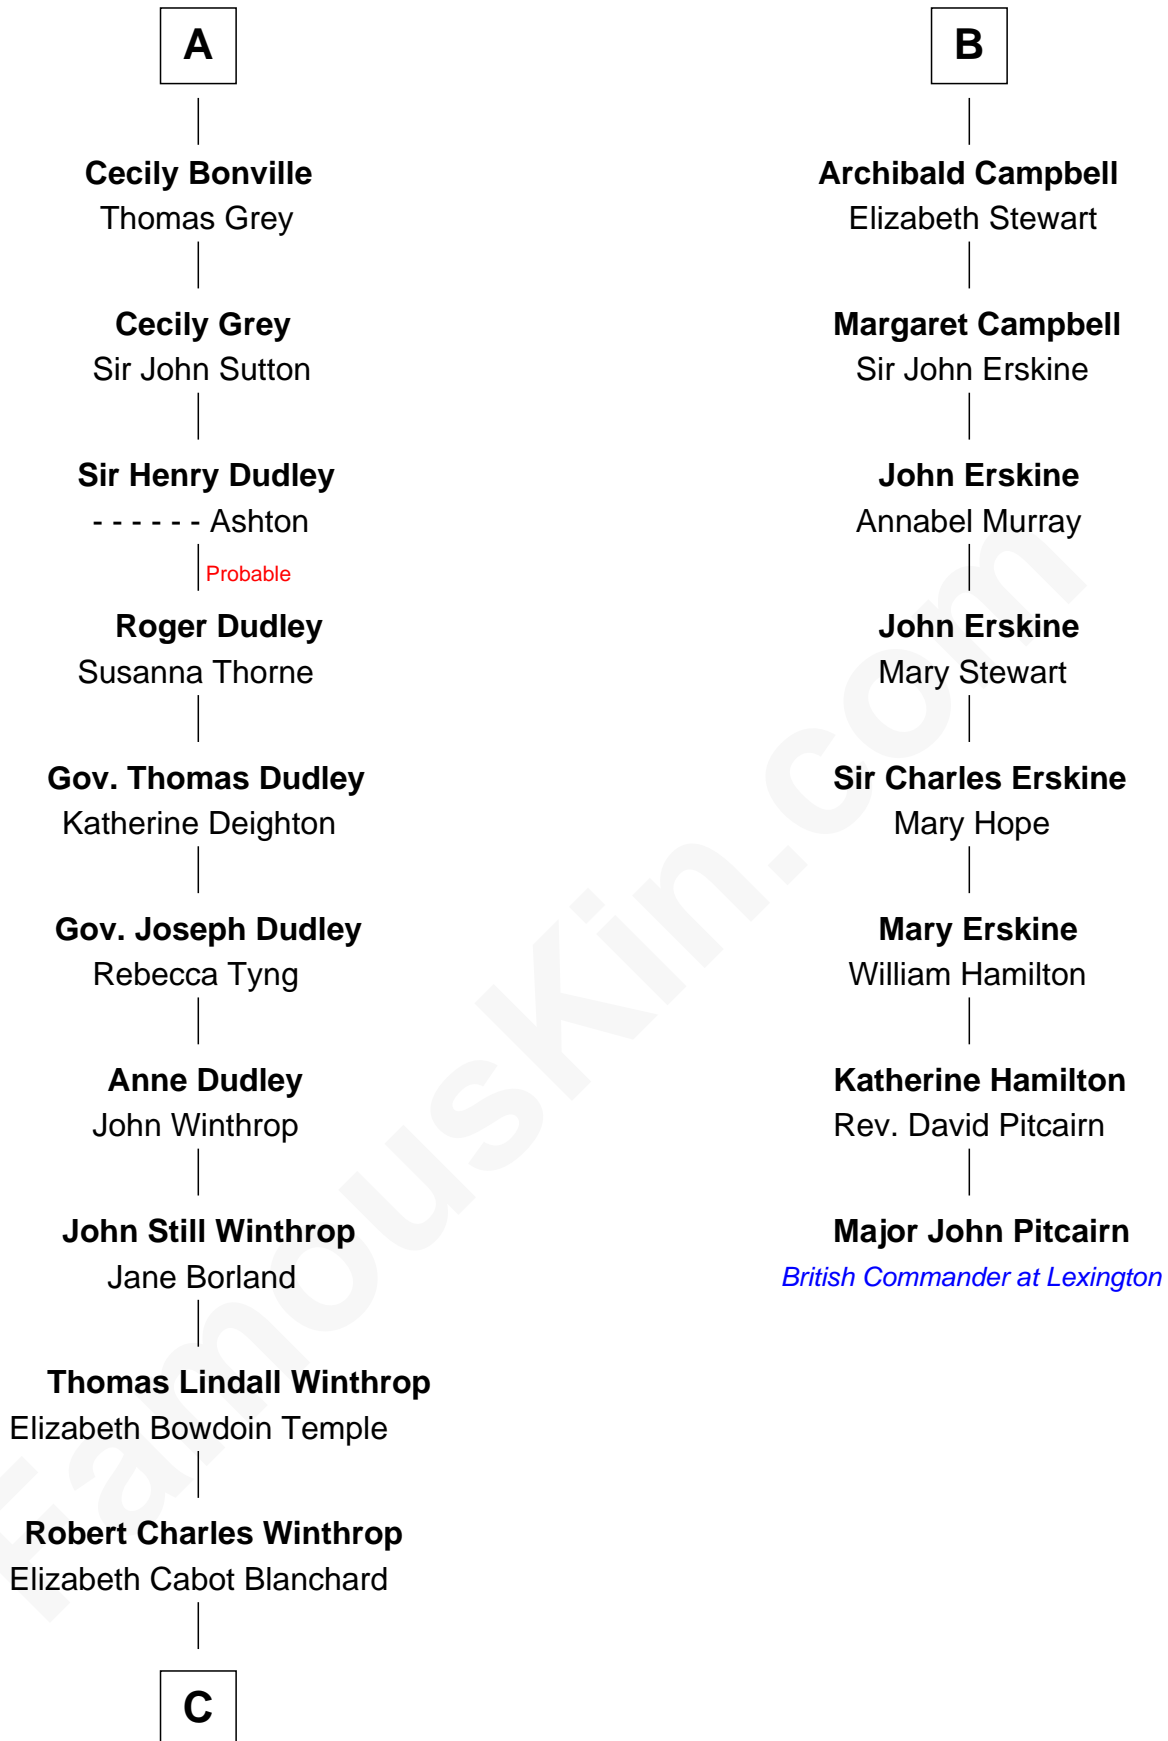 A
Cecily Bonville
Thomas Grey
Cecily Grey
Sir John Sutton
Sir Henry Dudley
- - - - - - Ashton
Probable
Roger Dudley
Susanna Thorne
Gov. Thomas Dudley
Katherine Deighton
Gov. Joseph Dudley
Rebecca Tyng
Anne Dudley
John Winthrop
John Still Winthrop
Jane Borland
Thomas Lindall Winthrop
Elizabeth Bowdoin Temple
Robert Charles Winthrop
Elizabeth Cabot Blanchard
C
B
Archibald Campbell
Elizabeth Stewart
Margaret Campbell
Sir John Erskine
John Erskine
Annabel Murray
John Erskine
Mary Stewart
Sir Charles Erskine
Mary Hope
Mary Erskine
William Hamilton
Katherine Hamilton
Rev. David Pitcairn
Major John Pitcairn
British Commander at Lexington
FamousKin.com